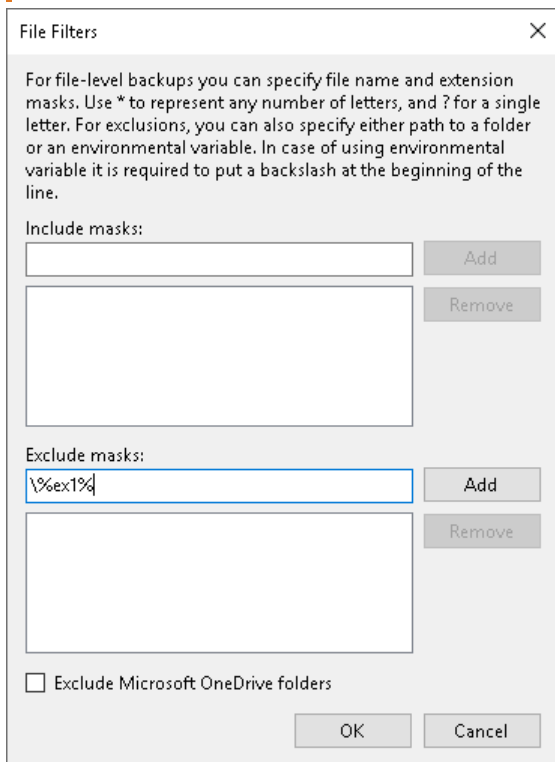 File Filters
For file-level backups you can specify file name and extension
masks. Use * to represent any number of letters, and ? for a single
letter. For exclusions, you can also specify either path to a folder
or an environmental variable. In case of using environmental
variable it is required to put a backslash at the beginning of the
line.
Include masks:
Add
Remove
Exclude masks:
\%ex1%
Add
Remove
Exclude Microsoft OneDrive folders
OK
Cancel